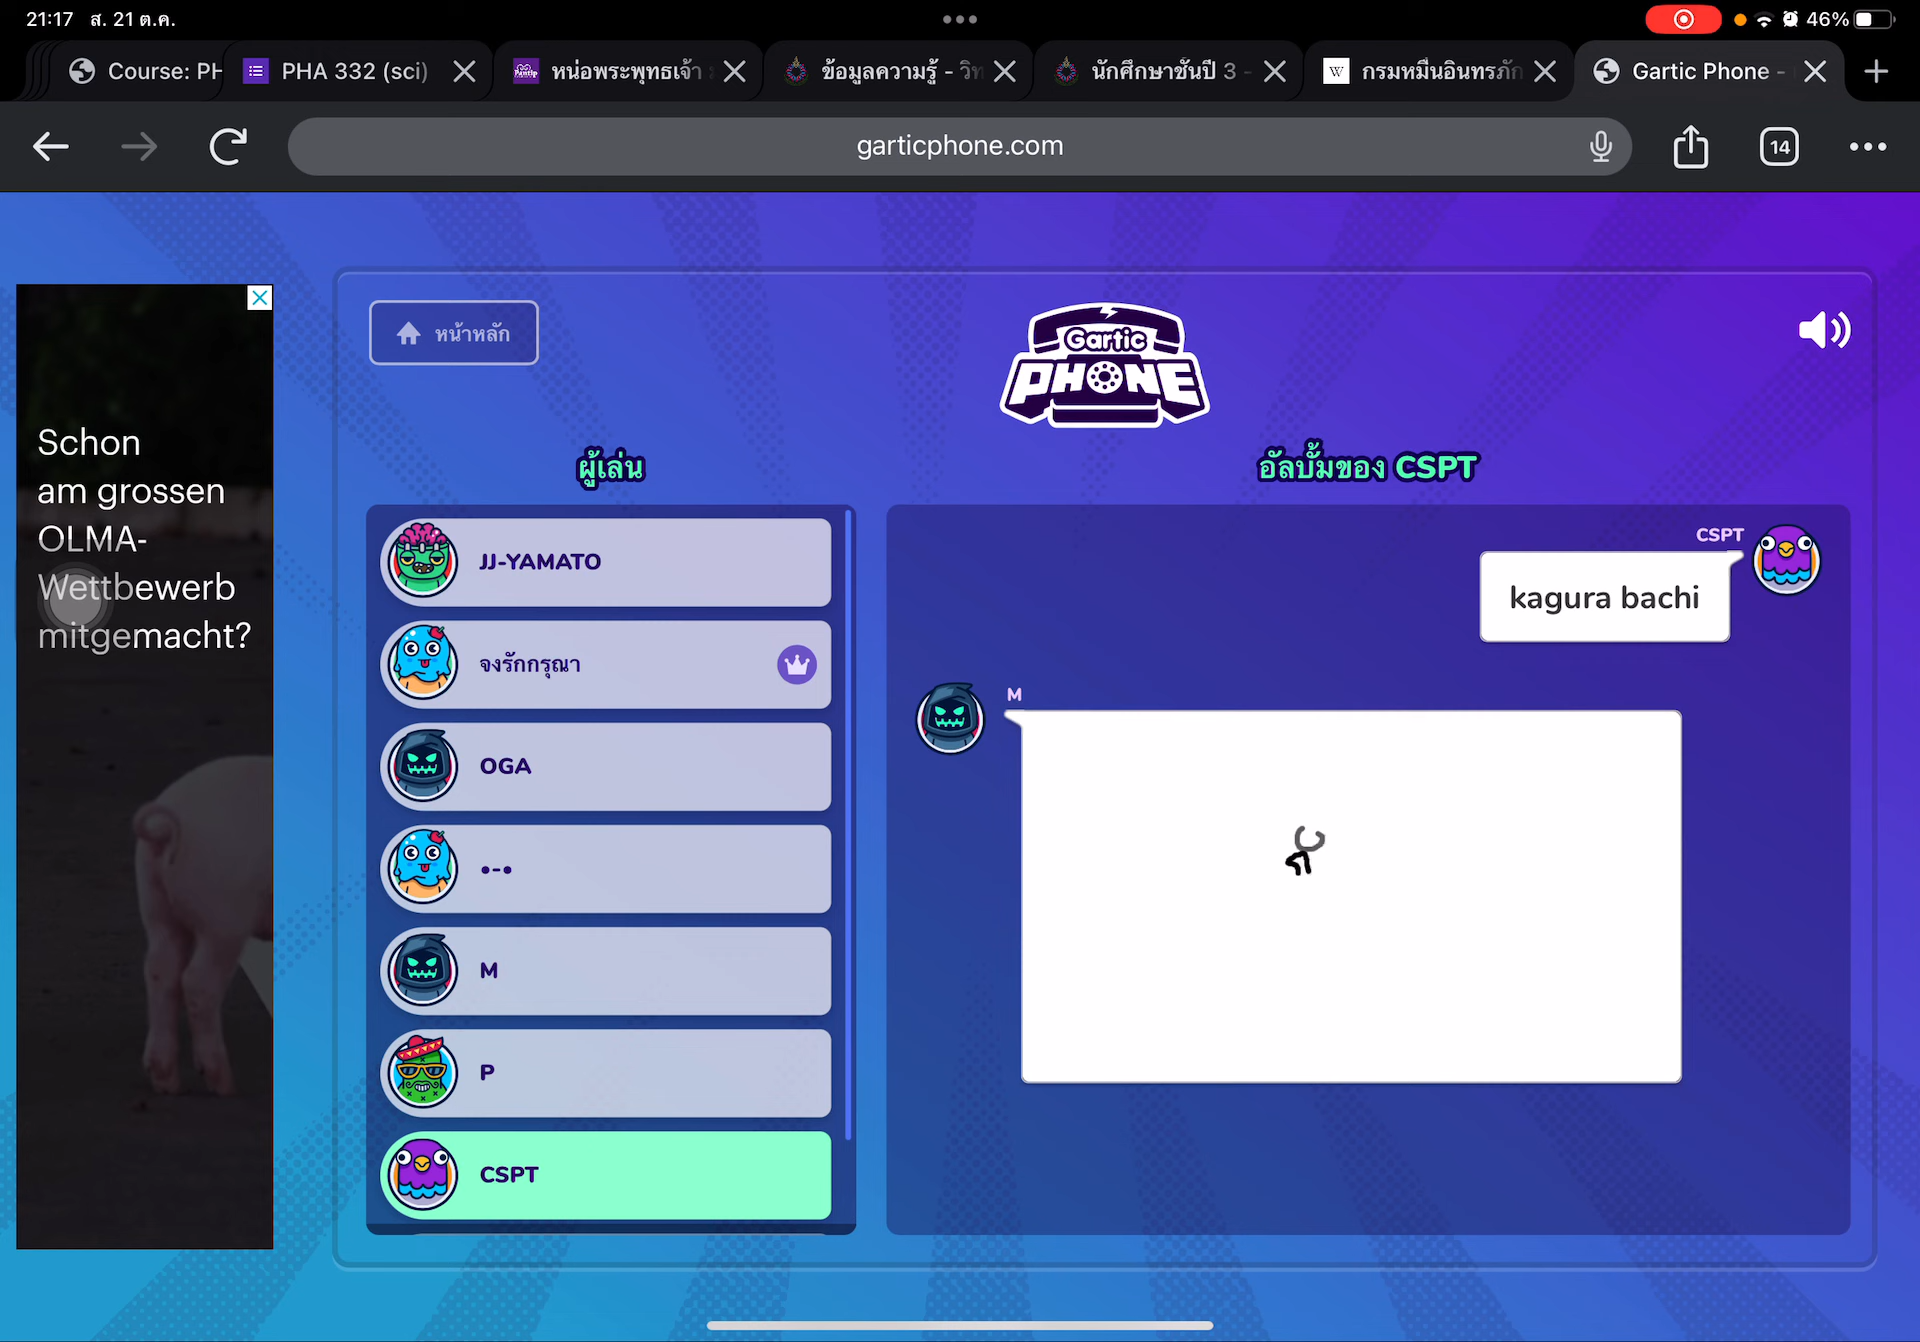 21:17 ส. 21 ต.ค.
46%
Course: PH
PHA 332 (sci)
หน่อพระพุทธเจ้า
ข้อมูลความรู้ - วิท
นักศึกษาชั้นปี 3 -
W กรมหมื่นอินทรภัก
Gartic Phone -
garticphone.com
14
หน้าหลัก
Gartic
PHONE
Schon
am grossen
OLMA-
Wettbewerb
mitgemacht?
ผู้เล่น
JJ-YAMATO
จงรักกรุณา
OGA
•-•
M
P
CSPT
อัลบั้มของ CSPT
CSPT
kagura bachi
M